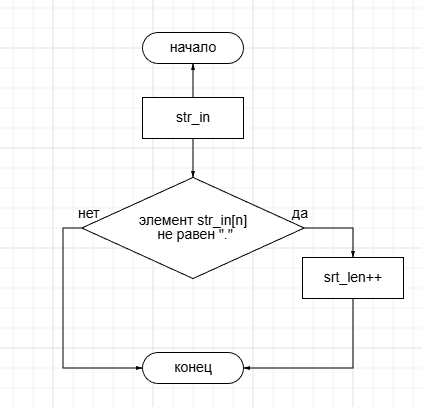 начало
str_in
нет
элемент str_in[n]
не равен "."
да
srt_len++
конец